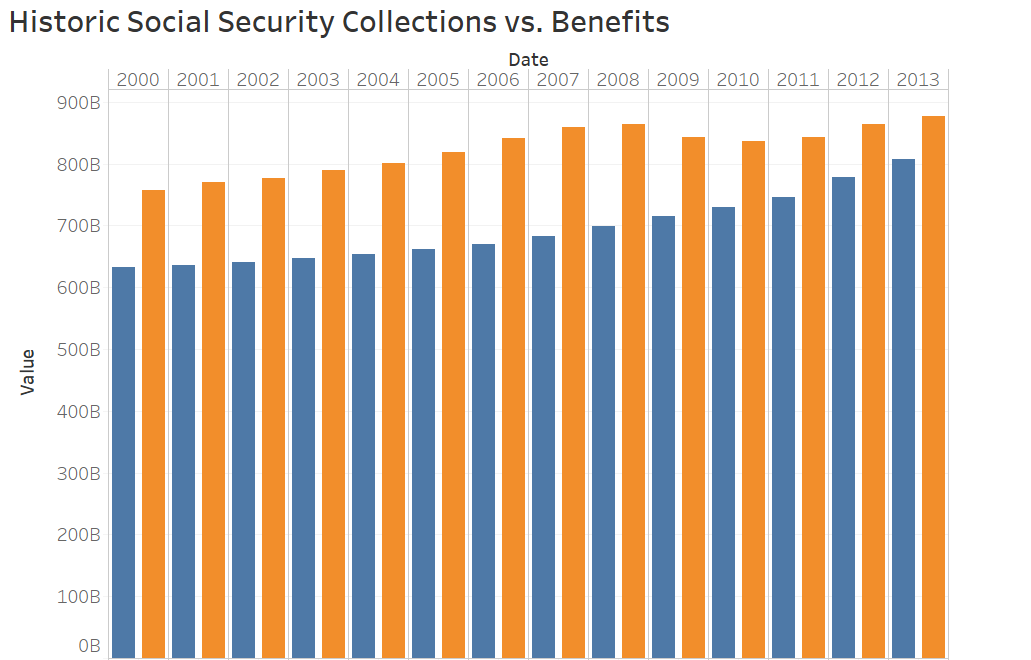 Historic Social Security Collections vs. Benefits
Date
2000 2001 2002 2003 2004 2005 2006 2007 2008 2009 2010 2011 2012 2013
900B
800B
700B
600B
500B
400B
300B
200B
100B
0B
Value